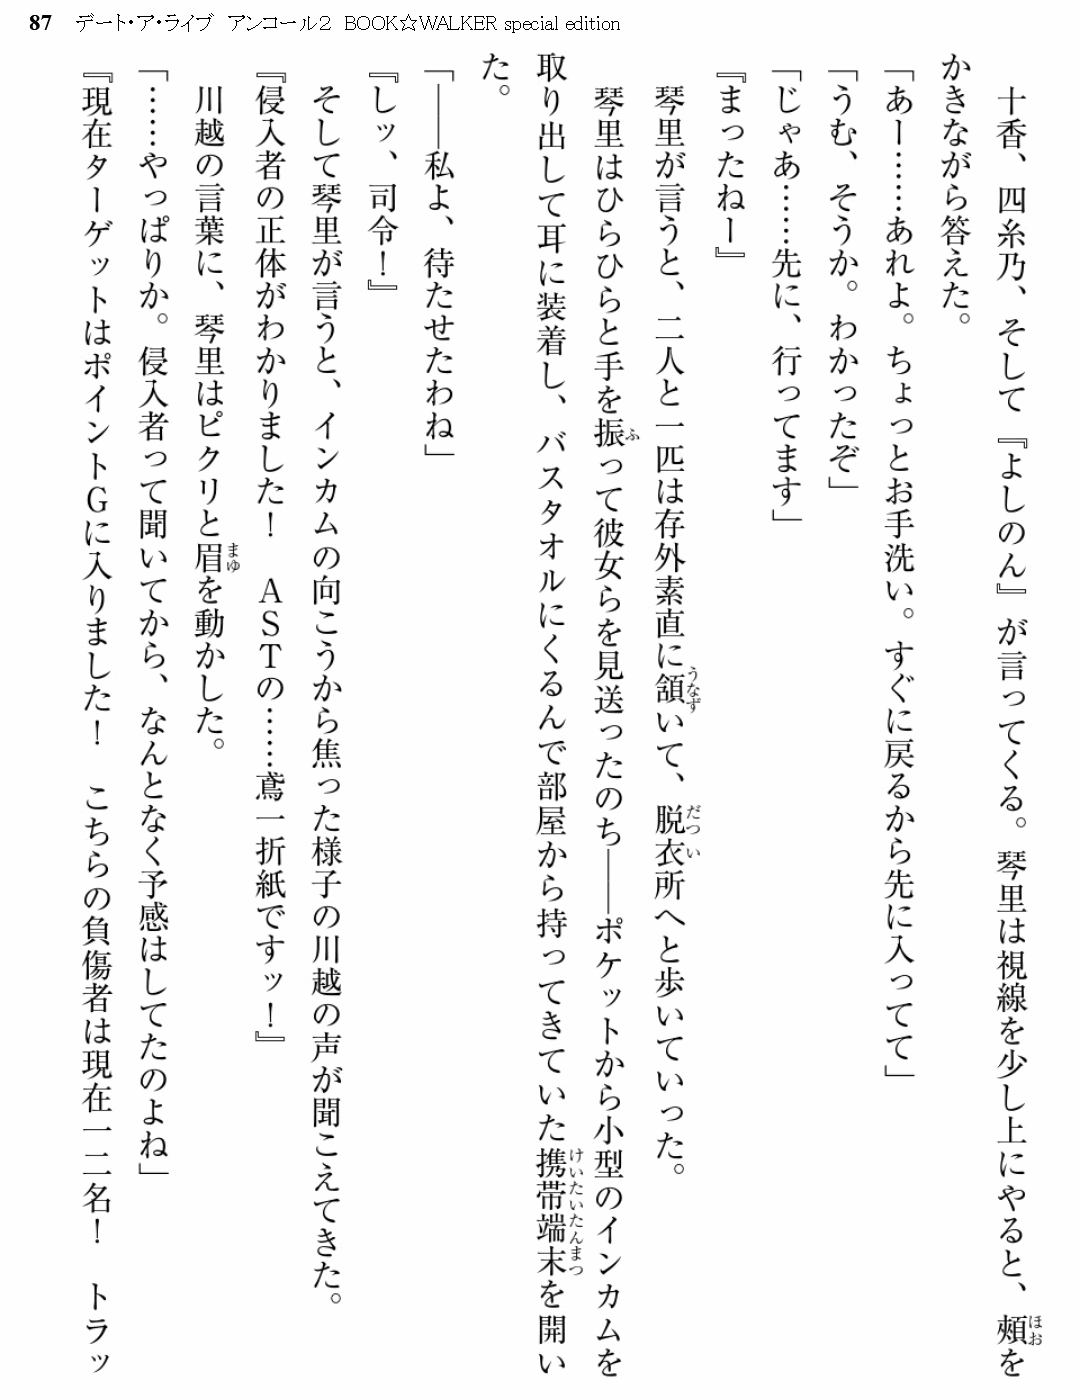 87 デート・ア・ライブ アンコール2 BOOK☆WALKER special edition
十香、四糸乃、そして『よしのん』が言ってくる。琴里は視線を少し上にやると、頬を
かきながら答えた。
「あー……あれよ。ちょっとお手洗い。すぐに戻るから先に入ってて」
「うむ、そうか。わかったぞ」
「じゃあ……先に、行ってます」
『まったねー』
琴里が言うと、二人と一匹は存外素直に頷いて、脱衣所へと歩いていった。
琴里はひらひらと手を振って彼女らを見送ったのち――ポケットから小型のインカムを
取り出して耳に装着し、バスタオルにくるんで部屋から持ってきていた携帯端末を開い
た。
「――私よ、待たせたわね」
『しッ、司令！』
そして琴里が言うと、インカムの向こうから焦った様子の川越の声が聞こえてきた。
『侵入者の正体がわかりました！　ＡＳＴの……鳶一折紙ですッ！』
川越の言葉に、琴里はピクリと眉を動かした。
「……やっぱりか。侵入者って聞いてから、なんとなく予感はしてたのよね」
『現在ターゲットはポイントＧに入りました！　こちらの負傷者は現在一二名！　トラッ